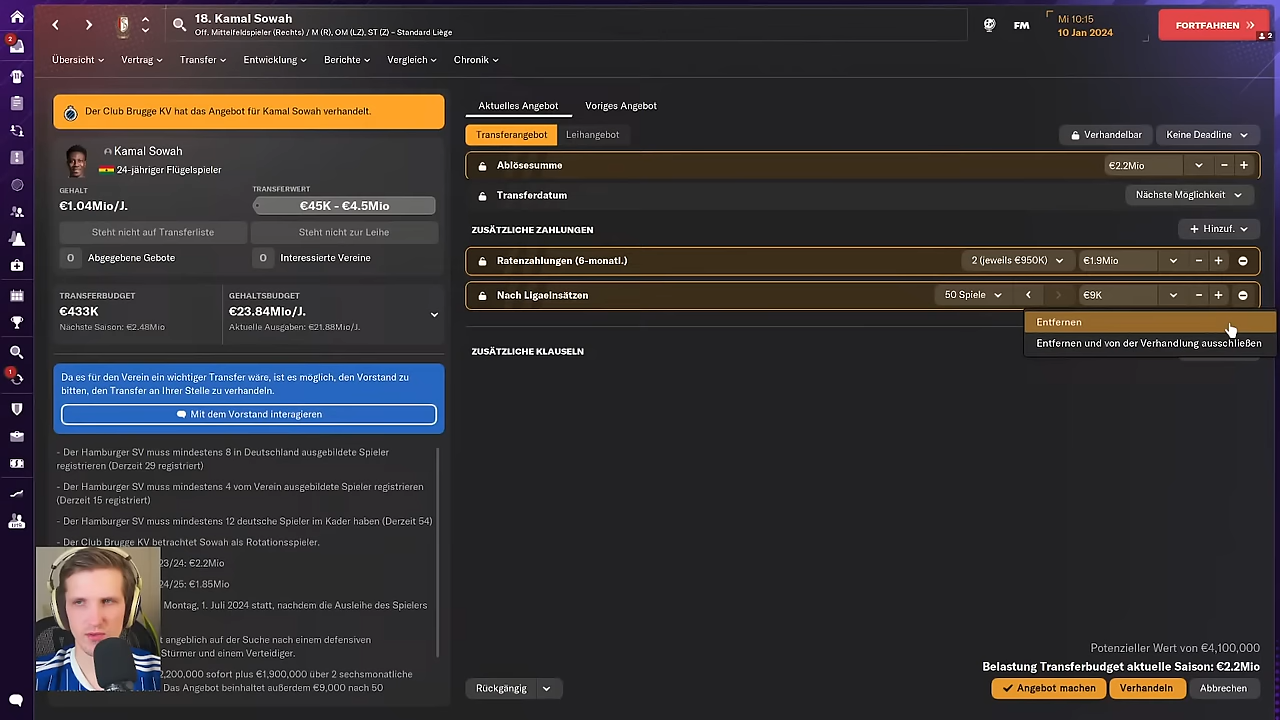 18. Kamal Sowah
Off. Mittelfeldspieler (Rechts) / M (R), OM (LZ), ST (Z) - Standard Liège
FM
Mi 10:15
10 Jan 2024
FORTFAHREN
2
2
Übersicht
Vertrag
Transfer
Entwicklung
Berichte
Vergleich
Chronik
Der Club Brugge KV hat das Angebot für Kamal Sowah verhandelt.
Kamal Sowah
24-jähriger Flügelspieler
GEHALT
TRANSFERWERT
€1.04Mio/J.
€45K - €4.5Mio
Steht nicht auf Transferliste
Steht nicht zur Leihe
0 Abgegebene Gebote
0 Interessierte Vereine
TRANSFERBUDGET
€433K
Nächste Saison: €2.48Mio
GEHALTSBUDGET
€23.84Mio/J.
Aktuelle Ausgaben: €21.88Mio/J.
Da es für den Verein ein wichtiger Transfer wäre, ist es möglich, den Vorstand zu
bitten, den Transfer an Ihrer Stelle zu verhandeln.
Mit dem Vorstand interagieren
1
- Der Hamburger SV muss mindestens 8 in Deutschland ausgebildete Spieler
registrieren (Derzeit 29 registriert)
- Der Hamburger SV muss mindestens 4 vom Verein ausgebildete Spieler registrieren
(Derzeit 15 registriert)
- Der Hamburger SV muss mindestens 12 deutsche Spieler im Kader haben (Derzeit 54)
- Der Club Brugge KV betrachtet Sowah als Rotationsspieler.
23/24: €2.2Mio
24/25: €1.85Mio
Montag, 1. Juli 2024 statt, nachdem die Ausleihe des Spielers
angeblich auf der Suche nach einem defensiven
Stürmer und einem Verteidiger.
2,200,000 sofort plus €1,900,000 über 2 sechsmonatliche
Das Angebot beinhaltet außerdem €9,000 nach 50
Aktuelles Angebot
Voriges Angebot
Transferangebot
Leihangebot
Verhandelbar
Keine Deadline
Ablösesumme
€2.2Mio
Transferdatum
Nächste Möglichkeit
ZUSÄTZLICHE ZAHLUNGEN
Hinzuf.
Ratenzahlungen (6-monatl.)
2 (jeweils €950K)
€1.9Mio
Nach Ligaeinsätzen
50 Spiele
€9K
Entfernen
Entfernen und von der Verhandlung ausschließen
ZUSÄTZLICHE KLAUSELN
Potenzieller Wert von €4,100,000
Belastung Transferbudget aktuelle Saison: €2.2Mio
Rückgängig
Angebot machen
Verhandeln
Abbrechen